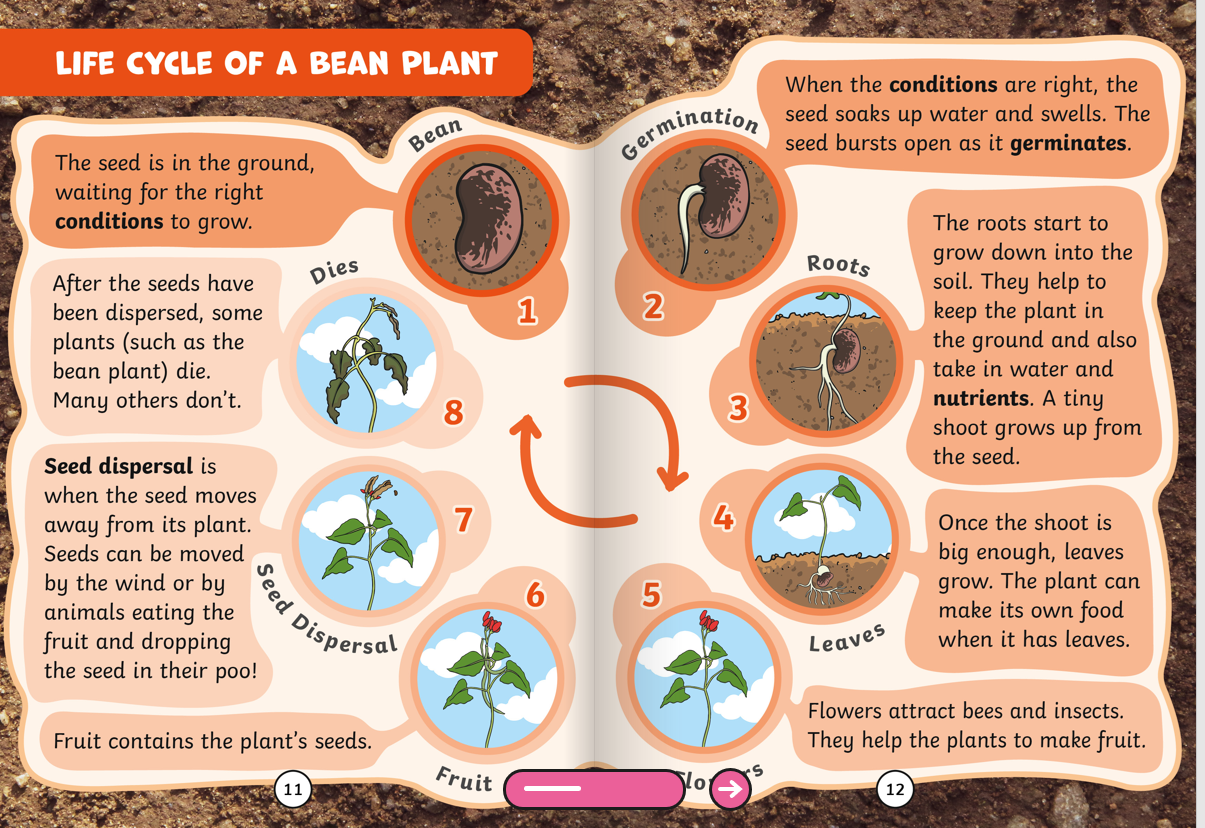 LIFE CYCLE OF A BEAN PLANT
Bean
The seed is in the ground,
waiting for the right
conditions to grow.
1
Germination
When the conditions are right, the
seed soaks up water and swells. The
seed bursts open as it germinates.
2
Roots
The roots start to
grow down into the
soil. They help to
keep the plant in
the ground and also
take in water and
nutrients. A tiny
shoot grows up from
the seed.
3
4
Once the shoot is
big enough, leaves
grow. The plant can
make its own food
when it has leaves.
Leaves
5
Flowers attract bees and insects.
They help the plants to make fruit.
6
Fruit contains the plant's seeds.
Fruit
7
Seed dispersal is
when the seed moves
away from its plant.
Seeds can be moved
by the wind or by
animals eating the
fruit and dropping
the seed in their poo!
Seed Dispersal
Dies
After the seeds have
been dispersed, some
plants (such as the
bean plant) die.
Many others don't.
8
11
12